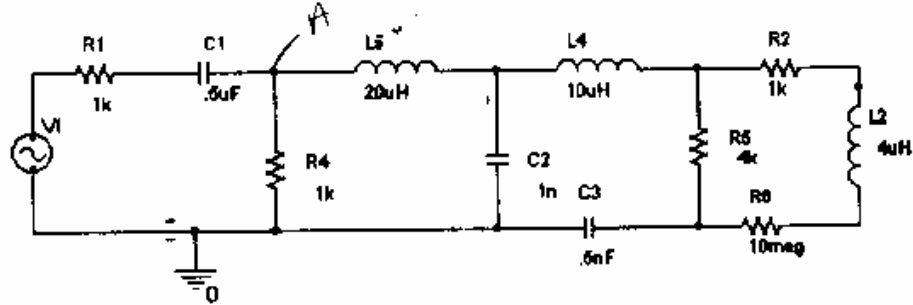 A
R1
C1
L5
L4
R2
1k
.5uF
20uH
10uH
1k
V1
L2
4uH
R4
1k
C2
1n
C3
.5nF
R5
4k
R6
10meg
0